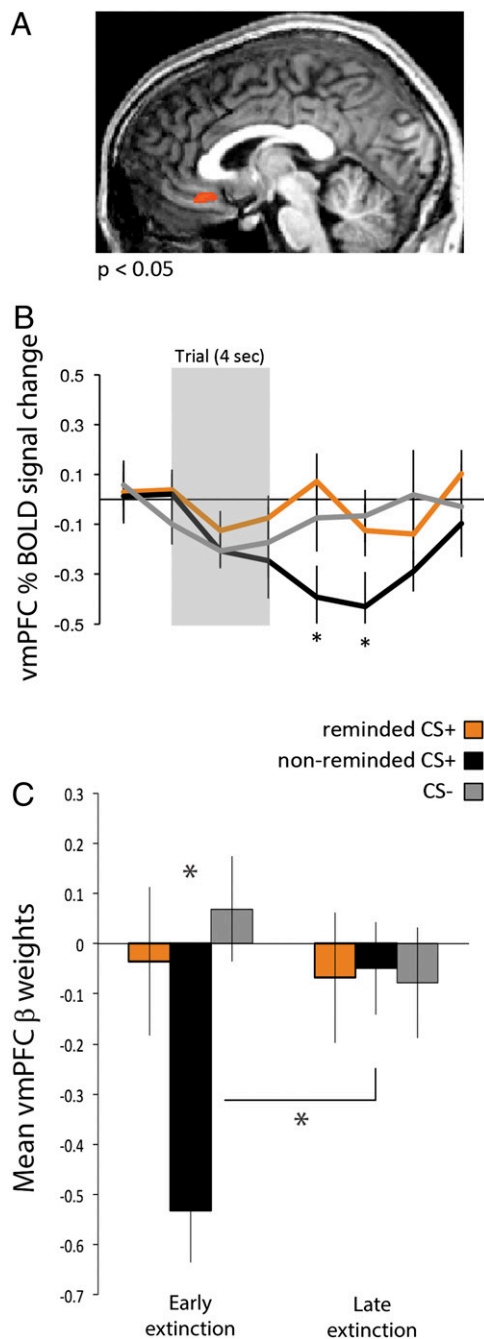 A
p < 0.05
B
Trial (4 sec)
vmPFC % BOLD signal change
0.5
0.3
0.1
-0.1
-0.3
-0.5
*
*
reminded CS+
non-reminded CS+
CS-
C
Mean vmPFC β weights
0.3
0.2
0.1
0
-0.1
-0.2
-0.3
-0.4
-0.5
-0.6
-0.7
*
*
Early
extinction
Late
extinction